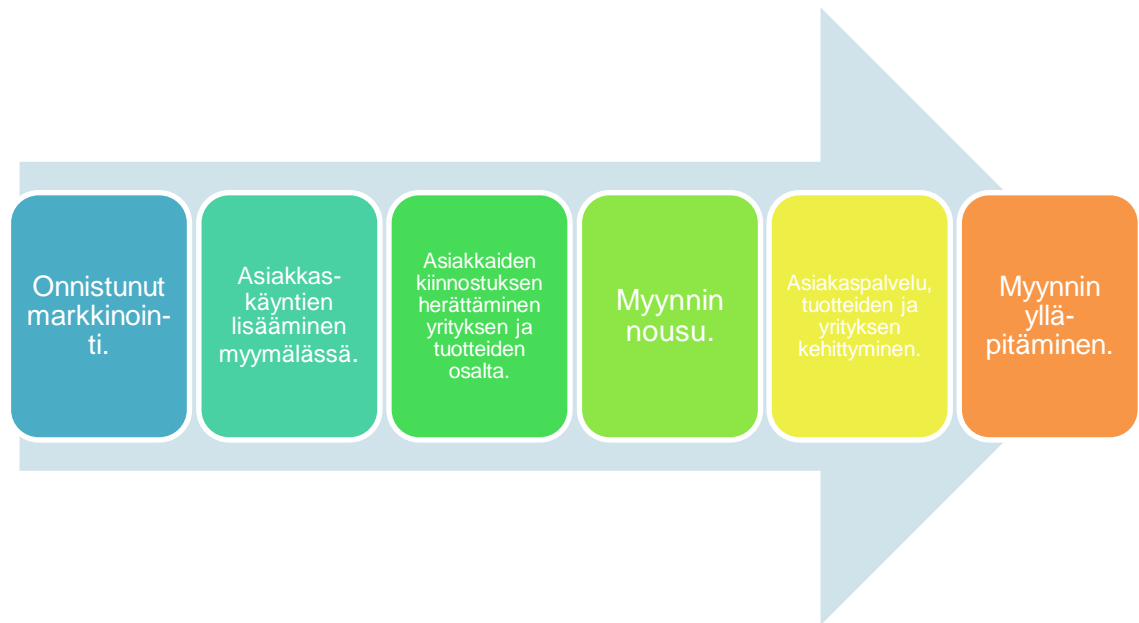 Onnistunut
markkinoin-
ti.
Asiakkas-
käyntien
lisääminen
myymälässä.
Asiakkaiden
kiinnostuksen
herättäminen
yrityksen ja
tuotteiden
osalta.
Myynnin
nousu.
Asiakaspalvelu,
tuotteiden ja
yrityksen
kehittyminen.
Myynnin
yllä-
pitäminen.